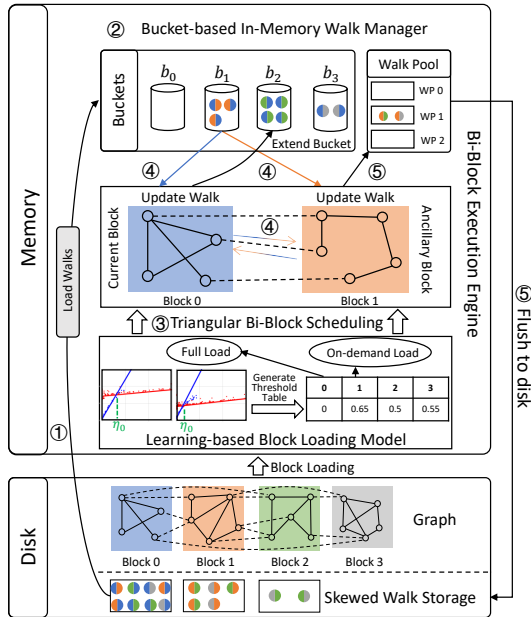 ② Bucket-based In-Memory Walk Manager
Memory
Buckets
b0 b1 b2 b3
Extend Bucket
Walk Pool
WP 0
WP 1
WP 2
④ ④ ⑤
Bi-Block Execution Engine
Load Walks
Update Walk Update Walk
Current Block
④
Ancillary Block
Block 0 Block 1
⑤ Flush to disk
③ Triangular Bi-Block Scheduling
Full Load On-demand Load
Generate
Threshold
Table
0 1 2 3
0 0.65 0.5 0.55
η0 η0
Learning-based Block Loading Model
①
Block Loading
Disk
Graph
Block 0 Block 1 Block 2 Block 3
Skewed Walk Storage